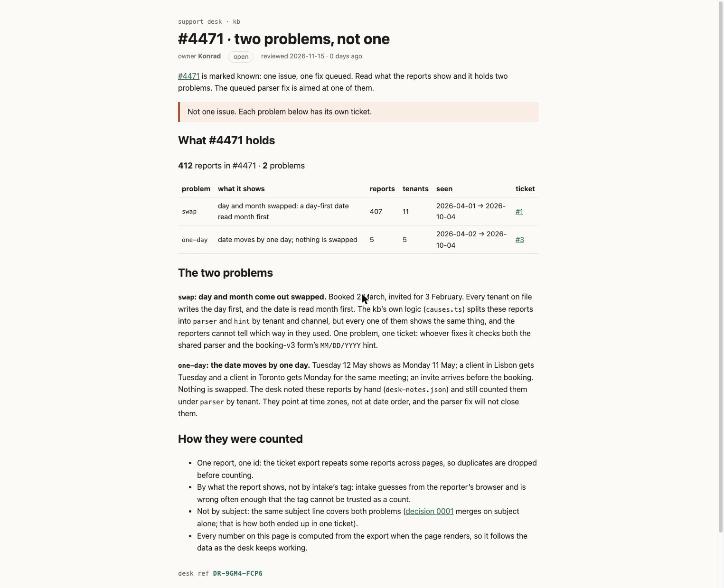 support desk · kb
#4471 · two problems, not one
owner Konrad open reviewed 2026-11-15 · 0 days ago
#4471 is marked known: one issue, one fix queued. Read what the reports show and it holds two
problems. The queued parser fix is aimed at one of them.
Not one issue. Each problem below has its own ticket.
What #4471 holds
412 reports in #4471 · 2 problems
problem what it shows reports tenants seen ticket
swap day and month swapped: a day-first date read month first 407 11 2026-04-01 → 2026-10-04 #1
one-day date moves by one day; nothing is swapped 5 5 2026-04-02 → 2026-10-04 #3
The two problems
swap: day and month come out swapped. Booked 2 March, invited for 3 February. Every tenant on file
writes the day first, and the date is read month first. The kb's own logic (causes.ts) splits these reports
into parser and hint by tenant and channel, but every one of them shows the same thing, and the
reporters cannot tell which way in they used. One problem, one ticket: whoever fixes it checks both the
shared parser and the booking-v3 form's MM/DD/YYYY hint.
one-day: the date moves by one day. Tuesday 12 May shows as Monday 11 May; a client in Lisbon gets
Tuesday and a client in Toronto gets Monday for the same meeting; an invite arrives before the booking.
Nothing is swapped. The desk noted these reports by hand (desk-notes.json) and still counted them
under parser by tenant. They point at time zones, not at date order, and the parser fix will not close
them.
How they were counted
• One report, one id: the ticket export repeats some reports across pages, so duplicates are dropped
before counting.
• By what the report shows, not by intake's tag: intake guesses from the reporter's browser and is
wrong often enough that the tag cannot be trusted as a count.
• Not by subject: the same subject line covers both problems (decision 0001 merges on subject
alone; that is how both ended up in one ticket).
• Every number on this page is computed from the export when the page renders, so it follows the
data as the desk keeps working.
desk ref DR-9GM4-FCP6